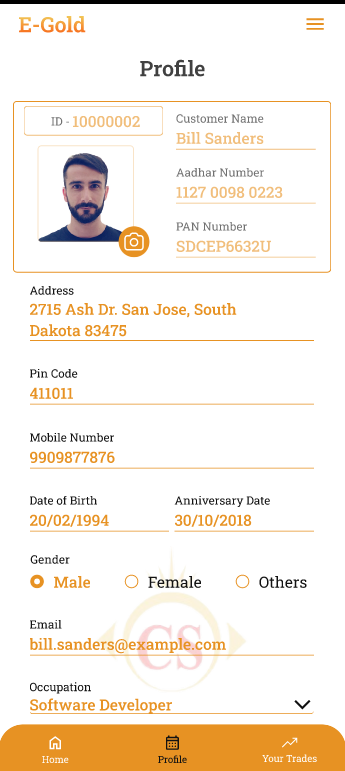 E-Gold
Profile
ID - 10000002
Customer Name
Bill Sanders
Aadhar Number
1127 0098 0223
PAN Number
SDCEP6632U
Address
2715 Ash Dr. San Jose, South
Dakota 83475
Pin Code
411011
Mobile Number
9909877876
Date of Birth
20/02/1994
Anniversary Date
30/10/2018
Gender
Male Female Others
Email
bill.sanders@example.com
CS
Occupation
Software Developer
Home Profile Your Trades